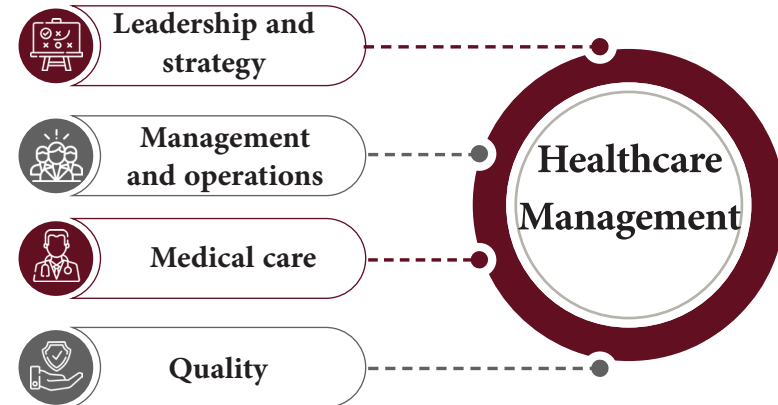 Leadership and
strategy
Management
and operations
Medical care
Quality
Healthcare
Management